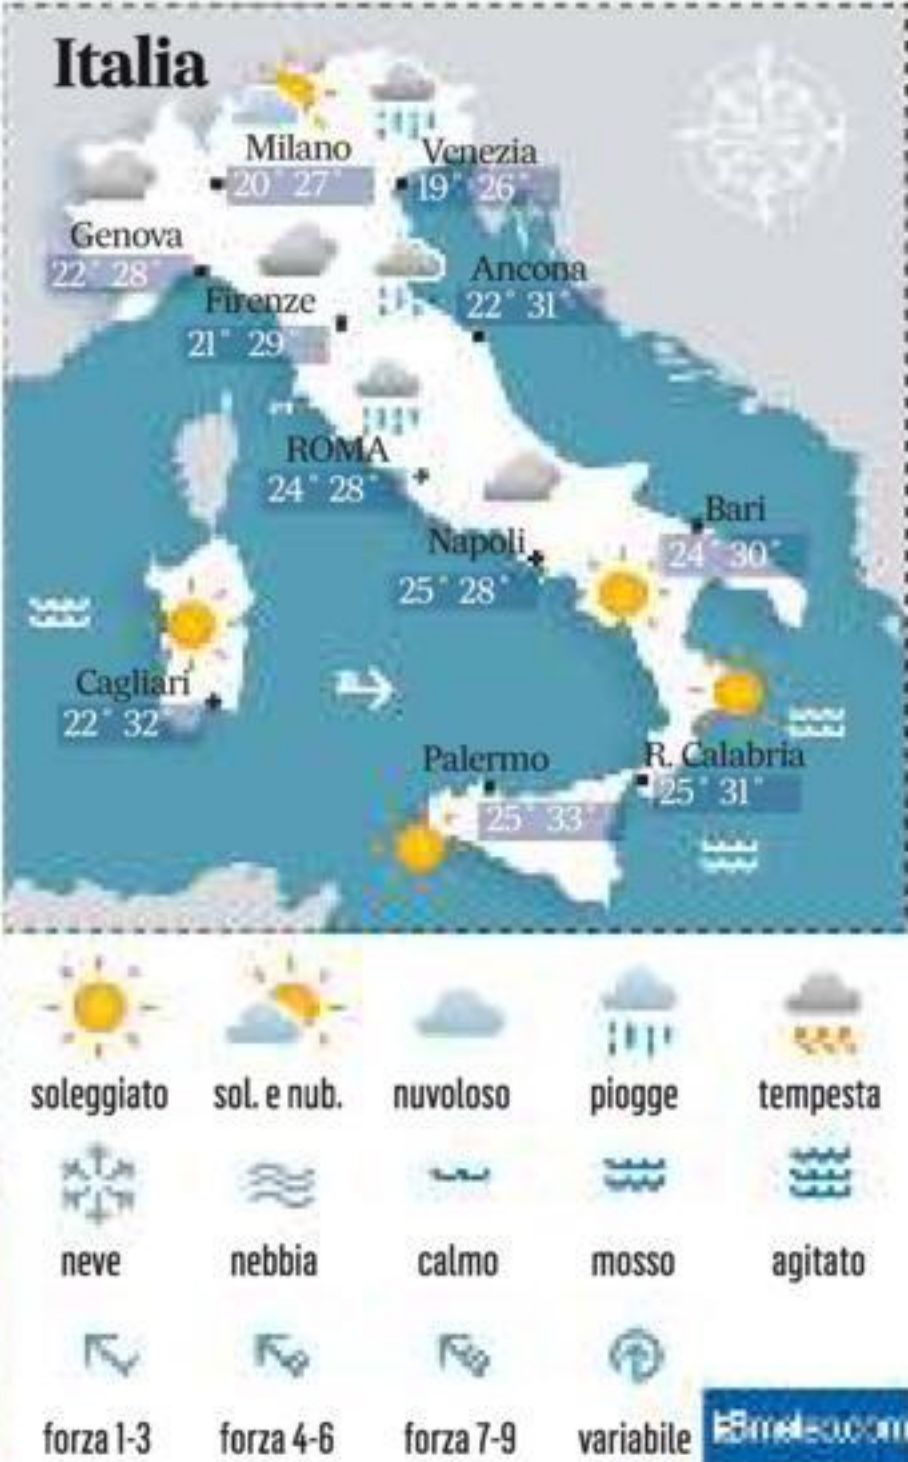 Italia
Milano
20° 27°
Venezia
19° 26°
Genova
22° 28°
Firenze
21° 29°
Ancona
22° 31°
ROMA
24° 28°
Napoli
25° 28°
Bari
24° 30°
Cagliari
22° 32°
Palermo
25° 33°
R. Calabria
25° 31°
soleggiato sol. e nub. nuvoloso piogge tempesta
neve nebbia calmo mosso agitato
forza 1-3 forza 4-6 forza 7-9 variabile